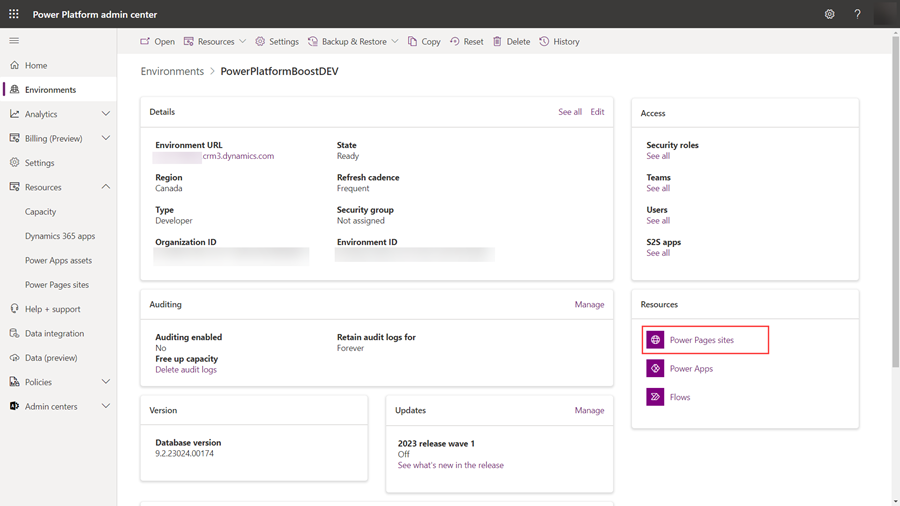 Power Platform admin center
?
Open
Resources
Settings
Backup & Restore
Copy
Reset
Delete
History
Home
Environments
Analytics
Billing (Preview)
Settings
Resources
Capacity
Dynamics 365 apps
Power Apps assets
Power Pages sites
Help + support
Data integration
Data (preview)
Policies
Admin centers
Environments > PowerPlatformBoostDEV
Details
See all
Edit
Environment URL
crm3.dynamics.com
State
Ready
Region
Canada
Refresh cadence
Frequent
Type
Developer
Security group
Not assigned
Organization ID
Environment ID
Auditing
Manage
Auditing enabled
No
Retain audit logs for
Forever
Free up capacity
Delete audit logs
Version
Database version
9.2.23024.00174
Updates
Manage
2023 release wave 1
Off
See what's new in the release
Access
Security roles
See all
Teams
See all
Users
See all
S2S apps
See all
Resources
Power Pages sites
Power Apps
Flows